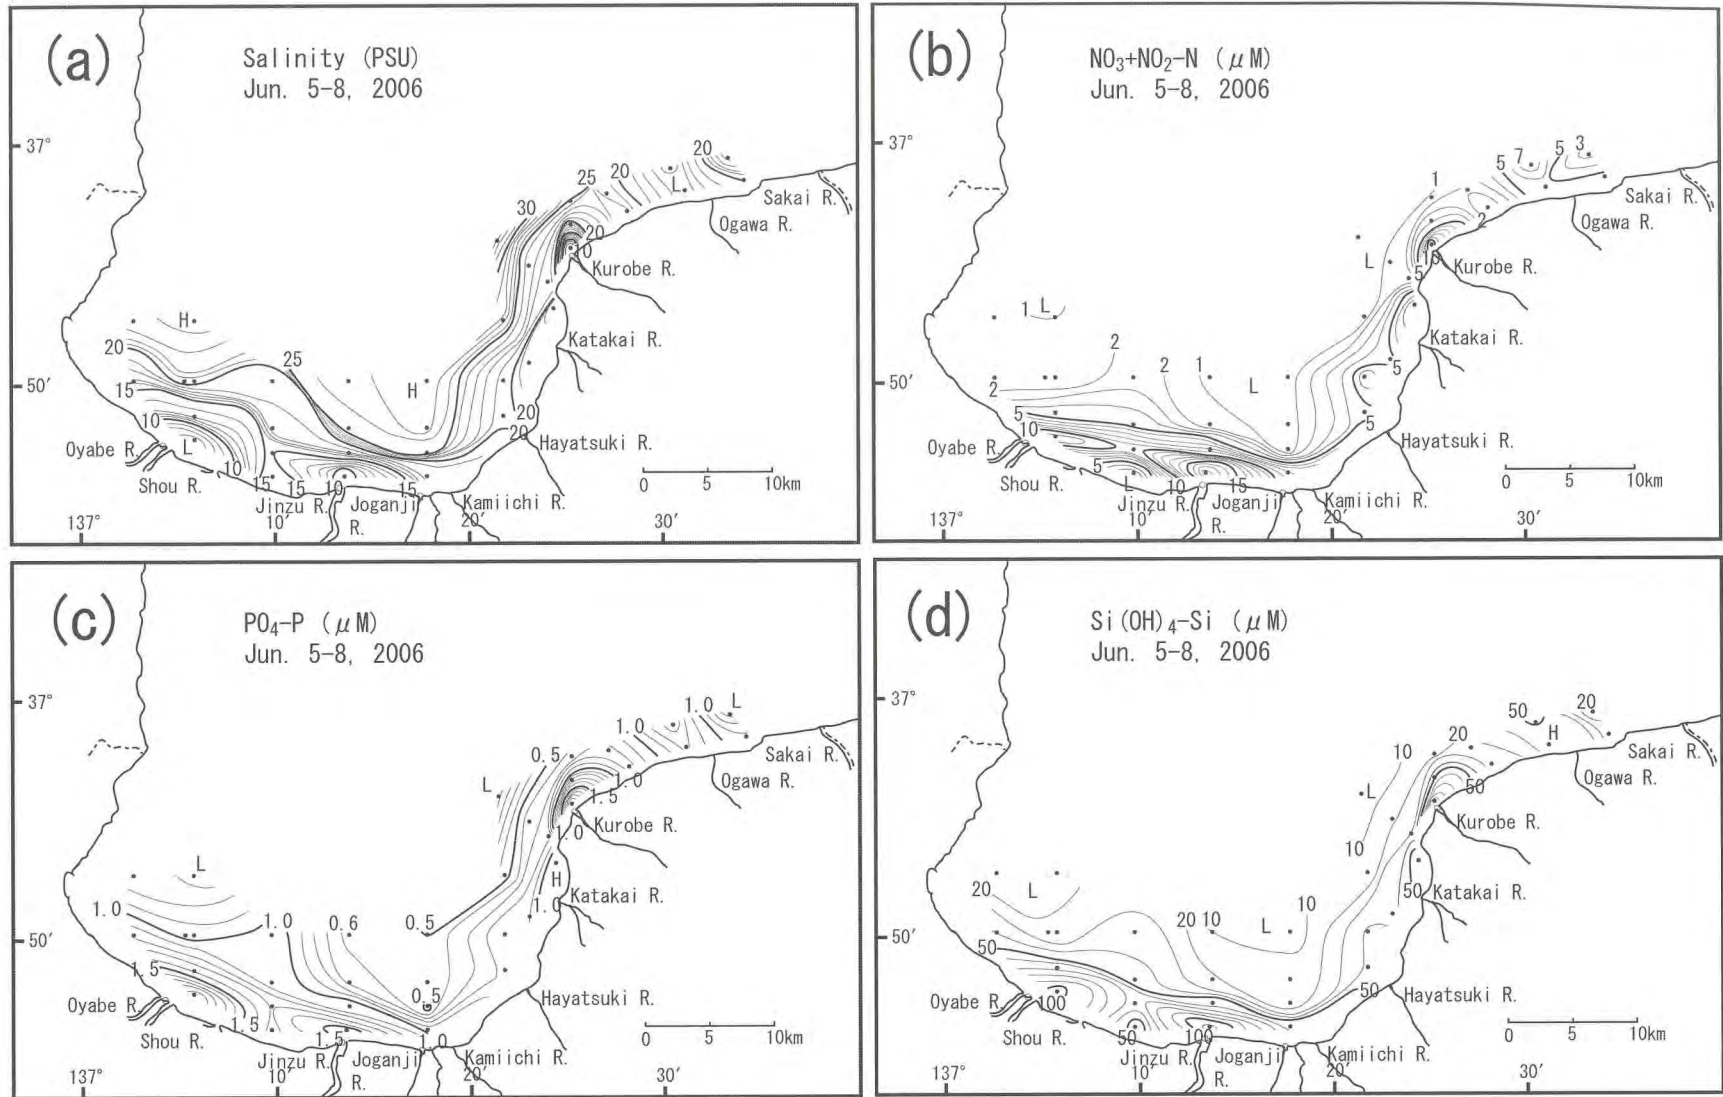 (a)
Salinity (PSU)
Jun. 5-8, 2006
37°
20
20
25
20
L
30
Sakai R.
Ogawa R.
20
Kurobe R.
H
20
25
Katakai R.
H
50′
15
20
10
20
Hayatsuki R.
Oyabe R.
L
10
0 5 10km
Shou R.
15
15
10
15
Jinzu R.
Joganji R.
Kamiichi R.
137°
10′
20′
30′
(b)
NO3+NO2-N (μM)
Jun. 5-8, 2006
37°
5
7
5
3
1
Sakai R.
Ogawa R.
2
L
Kurobe R.
5
1
L
Katakai R.
2
2
1
L
5
50′
2
5
5
10
Hayatsuki R.
Oyabe R.
0 5 10km
5
Shou R.
L
10
15
Jinzu R.
Joganji R.
Kamiichi R.
137°
10′
20′
30′
(c)
PO4-P (μM)
Jun. 5-8, 2006
37°
1.0
L
1.0
0.5
Sakai R.
Ogawa R.
L
1.0
1.5
Kurobe R.
1.0
L
H
Katakai R.
1.0
1.0
1.0
0.6
0.5
50′
1.5
Hayatsuki R.
Oyabe R.
0.5
0 5 10km
Shou R.
1.5
1.5
1.0
Jinzu R.
Joganji R.
Kamiichi R.
137°
10′
20′
30′
(d)
Si(OH)4-Si (μM)
Jun. 5-8, 2006
37°
50
20
H
20
10
Sakai R.
Ogawa R.
L
50
Kurobe R.
10
20
L
50
Katakai R.
20
10
L
10
50′
50
50
Hayatsuki R.
Oyabe R.
100
0 5 10km
Shou R.
50
100
Jinzu R.
Joganji R.
Kamiichi R.
137°
10′
20′
30′